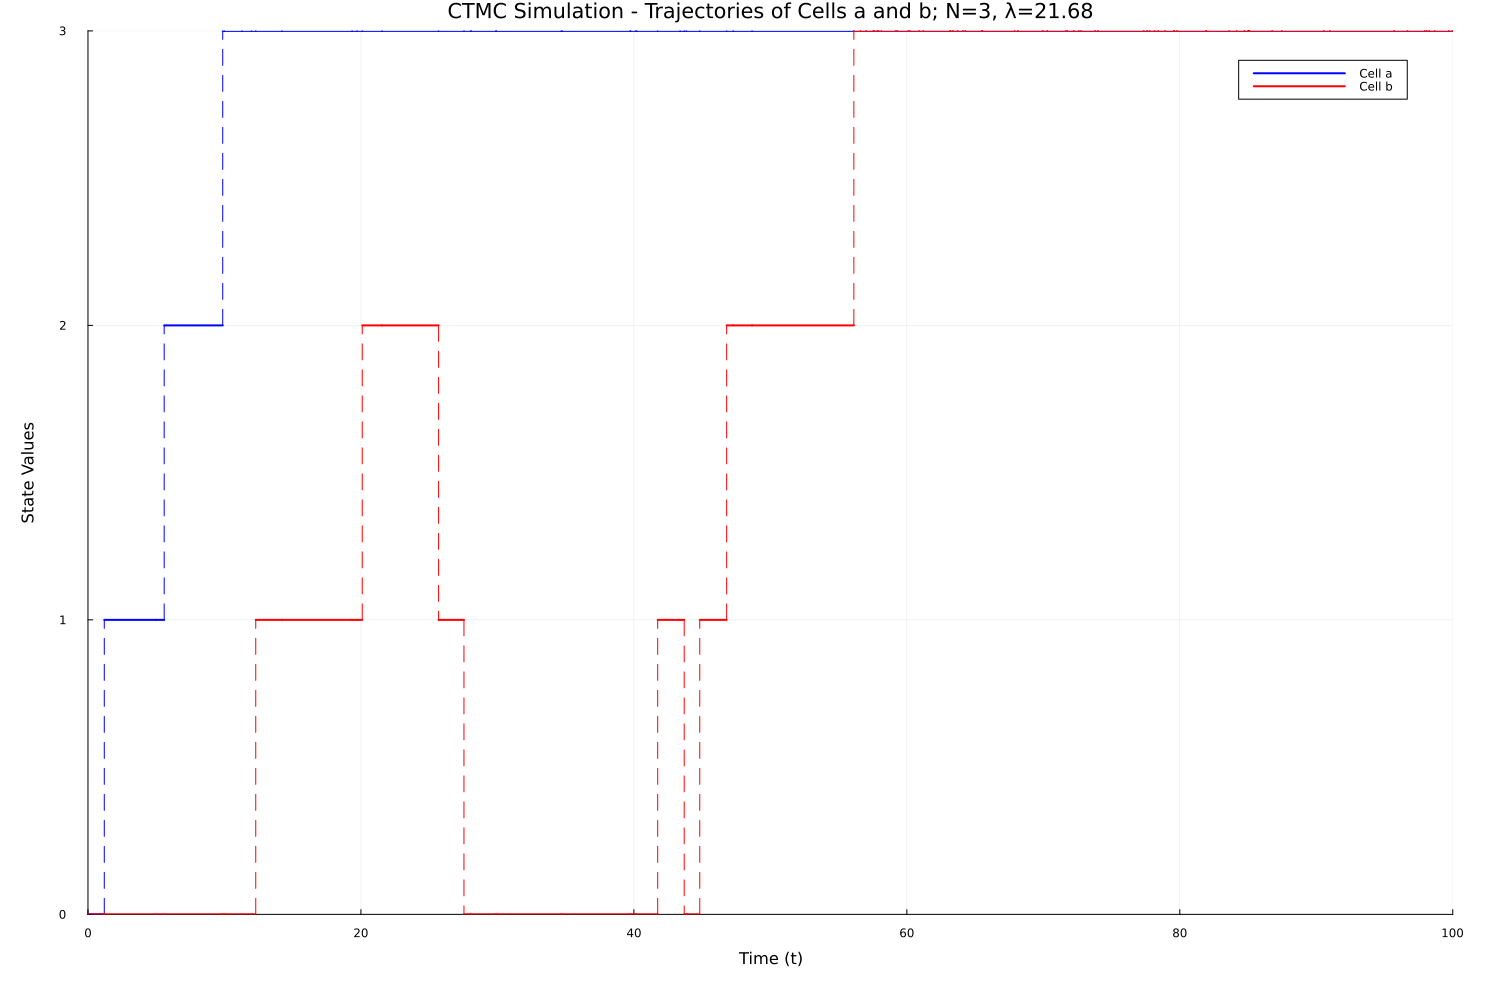 CTMC Simulation - Trajectories of Cells a and b; N=3, λ=21.68
3
Cell a
Cell b
2
State Values
1
0
0 20 40 60 80 100
Time (t)